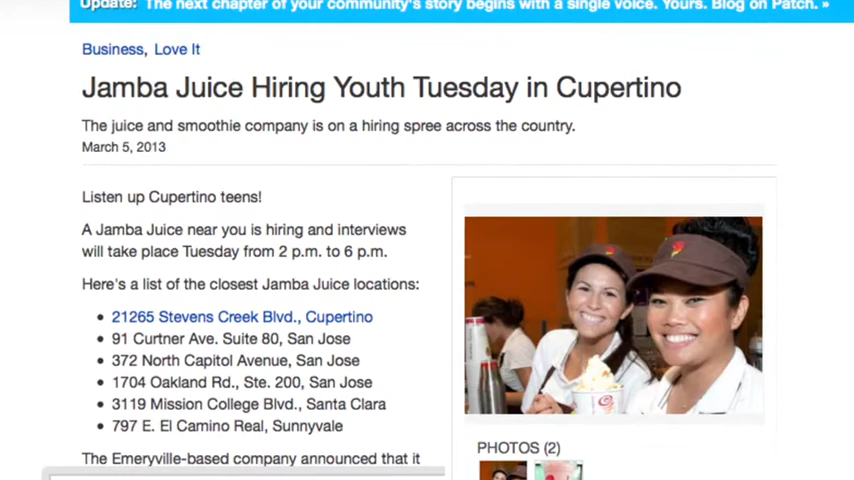 Update: The next chapter of your community's story begins with a single voice. Yours. Blog on Patch. »
Business, Love It
Jamba Juice Hiring Youth Tuesday in Cupertino
The juice and smoothie company is on a hiring spree across the country.
March 5, 2013
Listen up Cupertino teens!
A Jamba Juice near you is hiring and interviews
will take place Tuesday from 2 p.m. to 6 p.m.
Here's a list of the closest Jamba Juice locations:
• 21265 Stevens Creek Blvd., Cupertino
• 91 Curtner Ave. Suite 80, San Jose
• 372 North Capitol Avenue, San Jose
• 1704 Oakland Rd., Ste. 200, San Jose
• 3119 Mission College Blvd., Santa Clara
• 797 E. El Camino Real, Sunnyvale
The Emeryville-based company announced that it
PHOTOS (2)